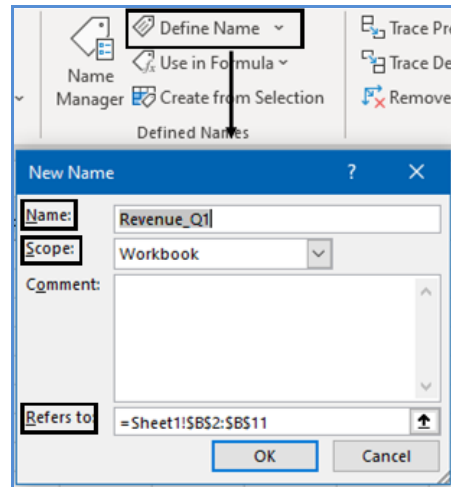 Define Name
Trace Pr
Use in Formula
Trace De
Name
Manager
Create from Selection
Remove
Defined Names
New Name ? ×
Name: Revenue_Q1
Scope: Workbook
Comment:
Refers to: =Sheet1!$B$2:$B$11
OK Cancel